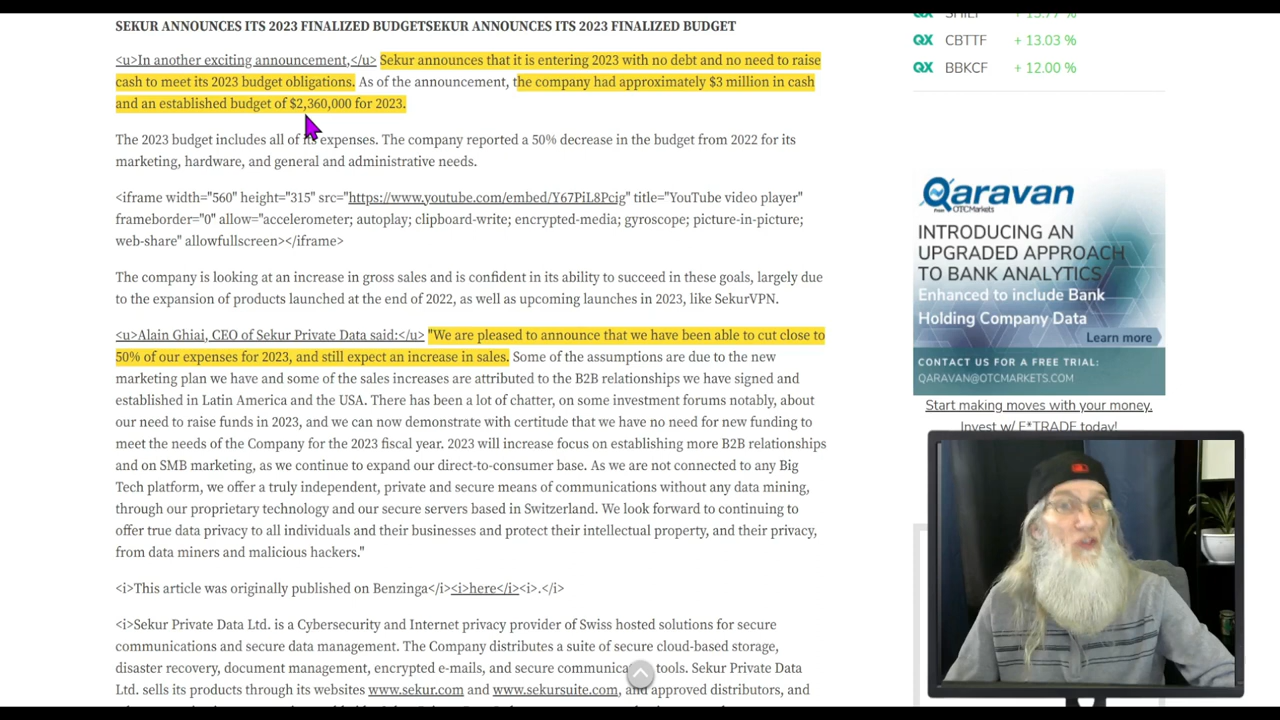 SEKUR ANNOUNCES ITS 2023 FINALIZED BUDGETSEKUR ANNOUNCES ITS 2023 FINALIZED BUDGET
<u>In another exciting announcement,</u> Sekur announces that it is entering 2023 with no debt and no need to raise
cash to meet its 2023 budget obligations. As of the announcement, the company had approximately $3 million in cash
and an established budget of $2,360,000 for 2023.
The 2023 budget includes all of its expenses. The company reported a 50% decrease in the budget from 2022 for its
marketing, hardware, and general and administrative needs.
<iframe width="560" height="315" src="https://www.youtube.com/embed/Y67PiL8Pcig" title="YouTube video player"
frameborder="0" allow="accelerometer; autoplay; clipboard-write; encrypted-media; gyroscope; picture-in-picture;
web-share" allowfullscreen></iframe>
The company is looking at an increase in gross sales and is confident in its ability to succeed in these goals, largely due
to the expansion of products launched at the end of 2022, as well as upcoming launches in 2023, like SekurVPN.
<u>Alain Ghiai, CEO of Sekur Private Data said:</u> "We are pleased to announce that we have been able to cut close to
50% of our expenses for 2023, and still expect an increase in sales. Some of the assumptions are due to the new
marketing plan we have and some of the sales increases are attributed to the B2B relationships we have signed and
established in Latin America and the USA. There has been a lot of chatter, on some investment forums notably, about
our need to raise funds in 2023, and we can now demonstrate with certitude that we have no need for new funding to
meet the needs of the Company for the 2023 fiscal year. 2023 will increase focus on establishing more B2B relationships
and on SMB marketing, as we continue to expand our direct-to-consumer base. As we are not connected to any Big
Tech platform, we offer a truly independent, private and secure means of communications without any data mining,
through our proprietary technology and our secure servers based in Switzerland. We look forward to continuing to
offer true data privacy to all individuals and their businesses and protect their intellectual property, and their privacy,
from data miners and malicious hackers."
<i>This article was originally published on Benzinga</i><i>here</i><i>.</i>
<i>Sekur Private Data Ltd. is a Cybersecurity and Internet privacy provider of Swiss hosted solutions for secure
communications and secure data management. The Company distributes a suite of secure cloud-based storage,
disaster recovery, document management, encrypted e-mails, and secure communication tools. Sekur Private Data
Ltd. sells its products through its websites www.sekur.com and www.sekursuite.com, and approved distributors, and
QX CBTTF + 13.03 %
QX BBKCF + 12.00 %
Qaravan
From OTCMarkets
INTRODUCING AN
UPGRADED APPROACH
TO BANK ANALYTICS
Enhanced to include Bank
Holding Company Data
Learn more
CONTACT US FOR A FREE TRIAL:
QARAVAN@OTCMARKETS.COM
Start making moves with your money.
Invest w/ E*TRADE today!